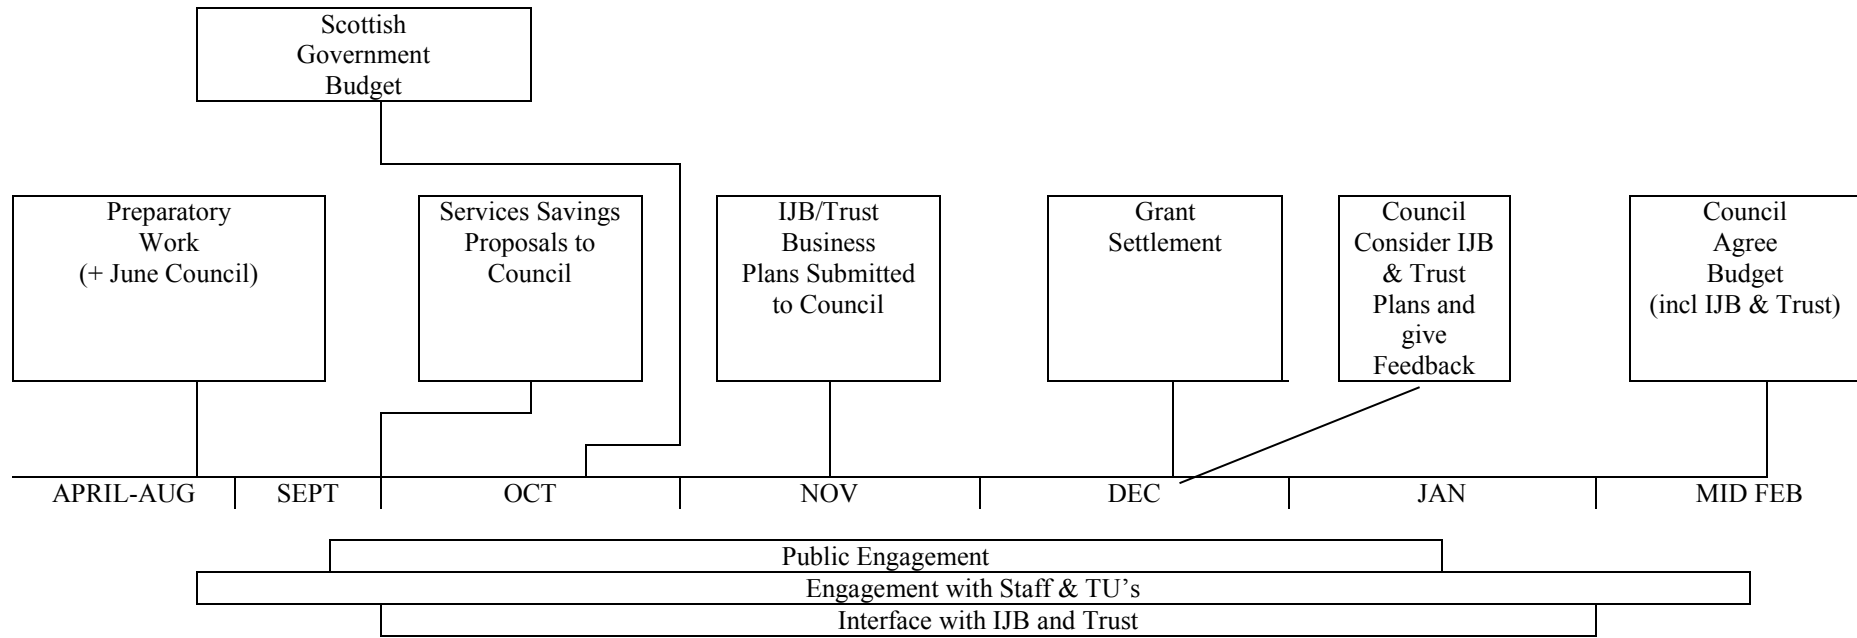 Scottish
Government
Budget
Preparatory
Work
(+ June Council)
Services Savings
Proposals to
Council
IJB/Trust
Business
Plans Submitted
to Council
Grant
Settlement
Council
Consider IJB
& Trust
Plans and
give
Feedback
Council
Agree
Budget
(incl IJB & Trust)
APRIL-AUG SEPT OCT NOV DEC JAN MID FEB
Public Engagement
Engagement with Staff & TU’s
Interface with IJB and Trust